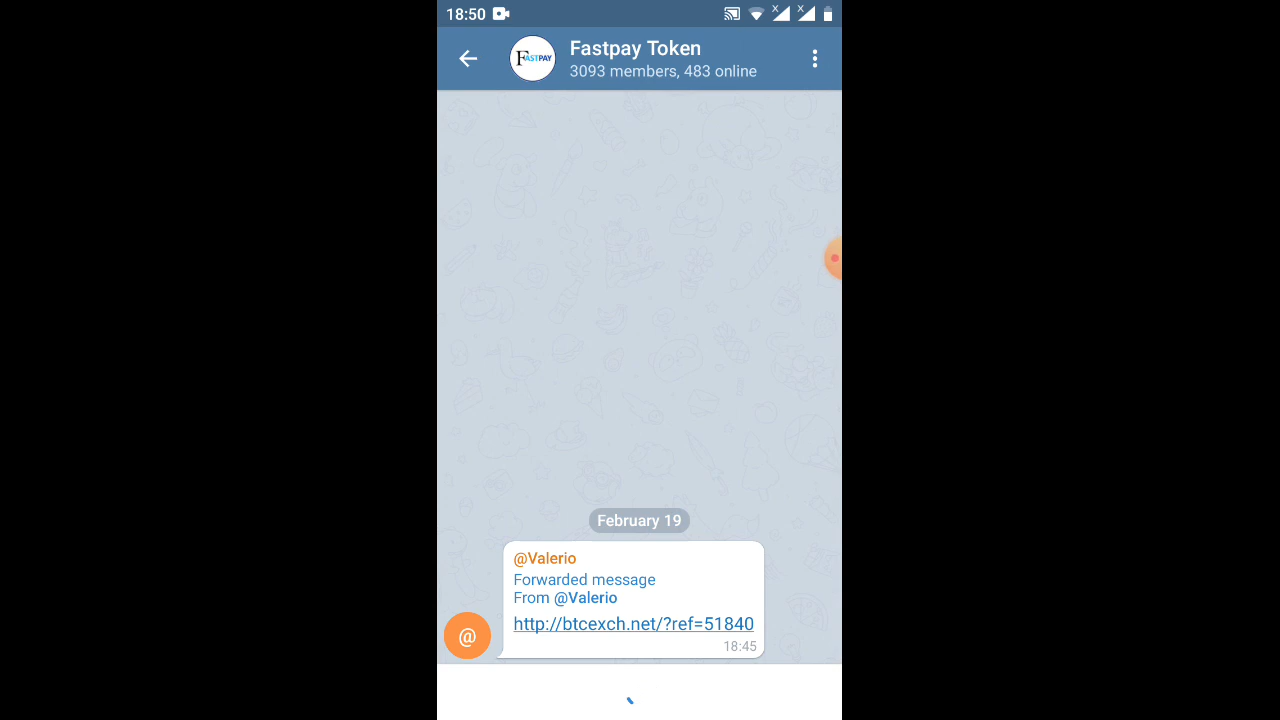 18:50
FASTPAY
Fastpay Token
3093 members, 483 online
February 19
@Valerio
Forwarded message
From @Valerio
http://btcexch.net/?ref=51840
18:45
@